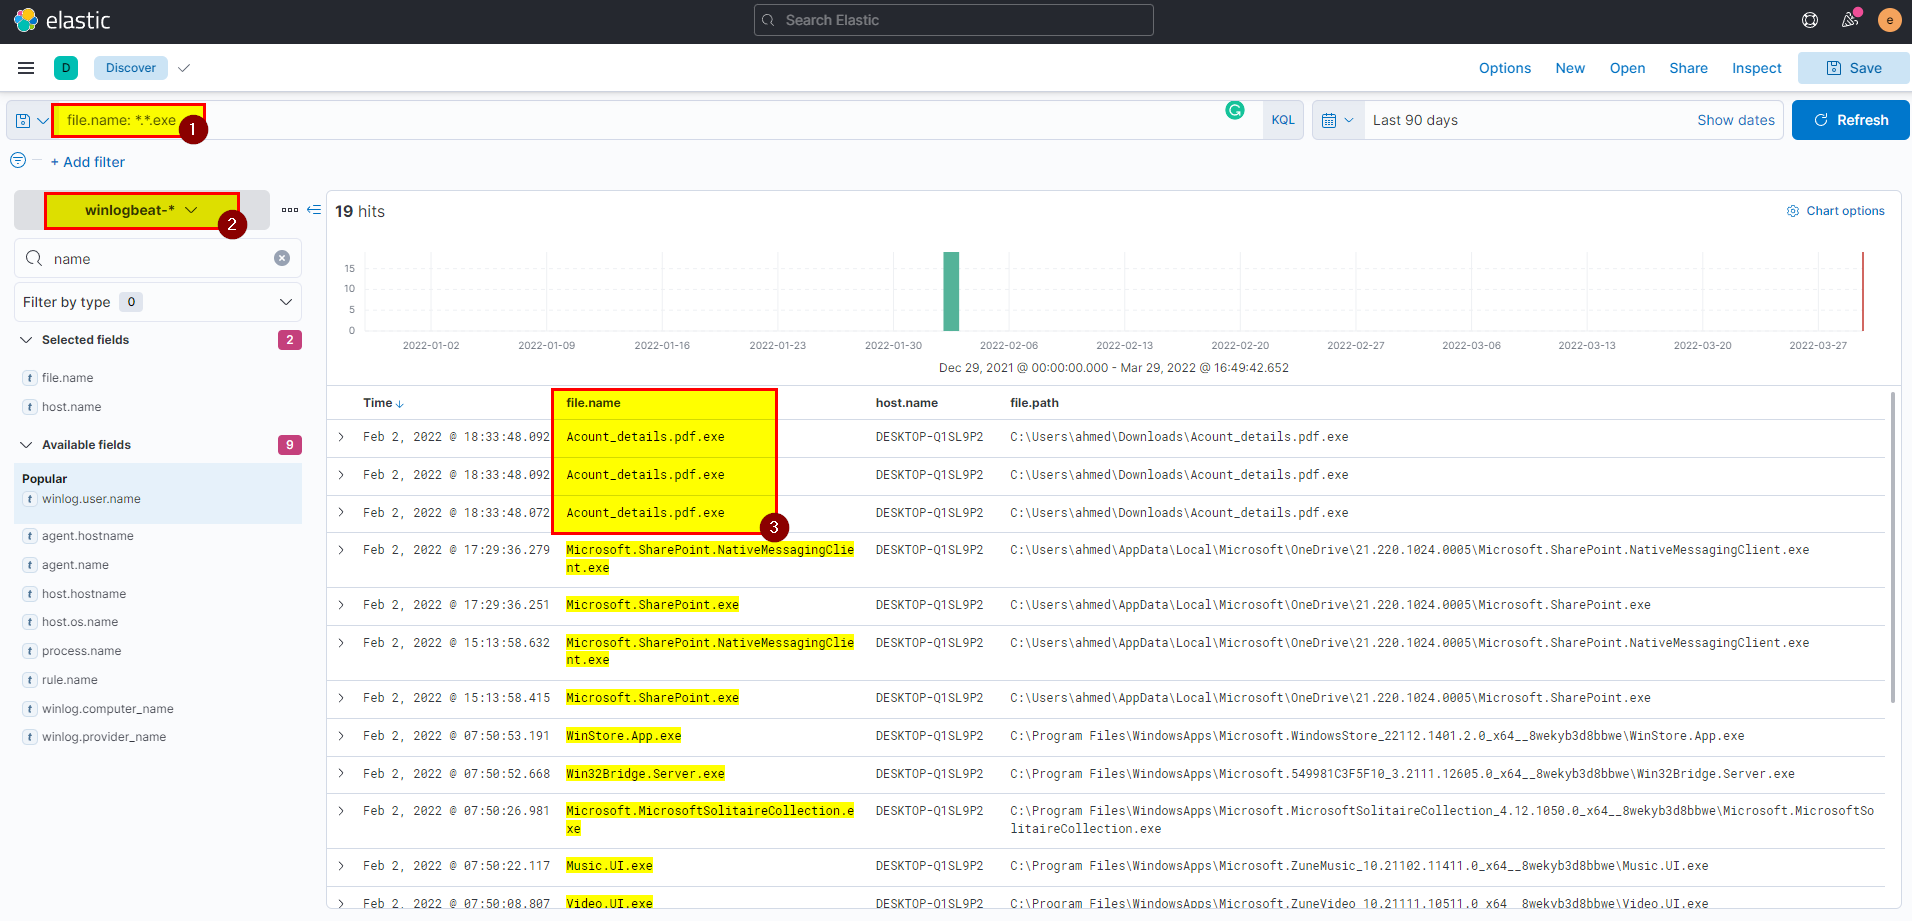 elastic
Search Elastic
e
D
Discover
Options
New
Open
Share
Inspect
Save
file.name: *.*.exe
1
KQL
Last 90 days
Show dates
Refresh
+ Add filter
winlogbeat-*
2
name
Filter by type 0
Selected fields 2
t file.name
t host.name
Available fields 9
Popular
t winlog.user.name
t agent.hostname
t agent.name
t host.hostname
t host.os.name
t process.name
t rule.name
t winlog.computer_name
t winlog.provider_name
19 hits
Chart options
15
10
5
0
2022-01-02 2022-01-09 2022-01-16 2022-01-23 2022-01-30 2022-02-06 2022-02-13 2022-02-20 2022-02-27 2022-03-06 2022-03-13 2022-03-20 2022-03-27
Dec 29, 2021 @ 00:00:00.000 - Mar 29, 2022 @ 16:49:42.652
Time file.name host.name file.path
Feb 2, 2022 @ 18:33:48.092 Acount_details.pdf.exe DESKTOP-Q1SL9P2 C:\Users\ahmed\Downloads\Acount_details.pdf.exe
Feb 2, 2022 @ 18:33:48.092 Acount_details.pdf.exe DESKTOP-Q1SL9P2 C:\Users\ahmed\Downloads\Acount_details.pdf.exe
Feb 2, 2022 @ 18:33:48.072 Acount_details.pdf.exe DESKTOP-Q1SL9P2 C:\Users\ahmed\Downloads\Acount_details.pdf.exe
3
Feb 2, 2022 @ 17:29:36.279 Microsoft.SharePoint.NativeMessagingClie DESKTOP-Q1SL9P2 C:\Users\ahmed\AppData\Local\Microsoft\OneDrive\21.220.1024.0005\Microsoft.SharePoint.NativeMessagingClient.exe
nt.exe
Feb 2, 2022 @ 17:29:36.251 Microsoft.SharePoint.exe DESKTOP-Q1SL9P2 C:\Users\ahmed\AppData\Local\Microsoft\OneDrive\21.220.1024.0005\Microsoft.SharePoint.exe
Feb 2, 2022 @ 15:13:58.632 Microsoft.SharePoint.NativeMessagingClie DESKTOP-Q1SL9P2 C:\Users\ahmed\AppData\Local\Microsoft\OneDrive\21.220.1024.0005\Microsoft.SharePoint.NativeMessagingClient.exe
nt.exe
Feb 2, 2022 @ 15:13:58.415 Microsoft.SharePoint.exe DESKTOP-Q1SL9P2 C:\Users\ahmed\AppData\Local\Microsoft\OneDrive\21.220.1024.0005\Microsoft.SharePoint.exe
Feb 2, 2022 @ 07:50:53.191 WinStore.App.exe DESKTOP-Q1SL9P2 C:\Program Files\WindowsApps\Microsoft.WindowsStore_22112.1401.2.0_x64__8wekyb3d8bbwe\WinStore.App.exe
Feb 2, 2022 @ 07:50:52.668 Win32Bridge.Server.exe DESKTOP-Q1SL9P2 C:\Program Files\WindowsApps\Microsoft.549981C3F5F10_3.2111.12605.0_x64__8wekyb3d8bbwe\Win32Bridge.Server.exe
Feb 2, 2022 @ 07:50:26.981 Microsoft.MicrosoftSolitaireCollection.e DESKTOP-Q1SL9P2 C:\Program Files\WindowsApps\Microsoft.MicrosoftSolitaireCollection_4.12.1050.0_x64__8wekyb3d8bbwe\Microsoft.MicrosoftSo
xe litaireCollection.exe
Feb 2, 2022 @ 07:50:22.117 Music.UI.exe DESKTOP-Q1SL9P2 C:\Program Files\WindowsApps\Microsoft.ZuneMusic_10.21102.11411.0_x64__8wekyb3d8bbwe\Music.UI.exe
Feb 2, 2022 @ 07:50:08.807 Video.UI.exe DESKTOP-Q1SL9P2 C:\Program Files\WindowsApps\Microsoft.ZuneVideo_10.21111.10511.0_x64__8wekyb3d8bbwe\Video.UI.exe